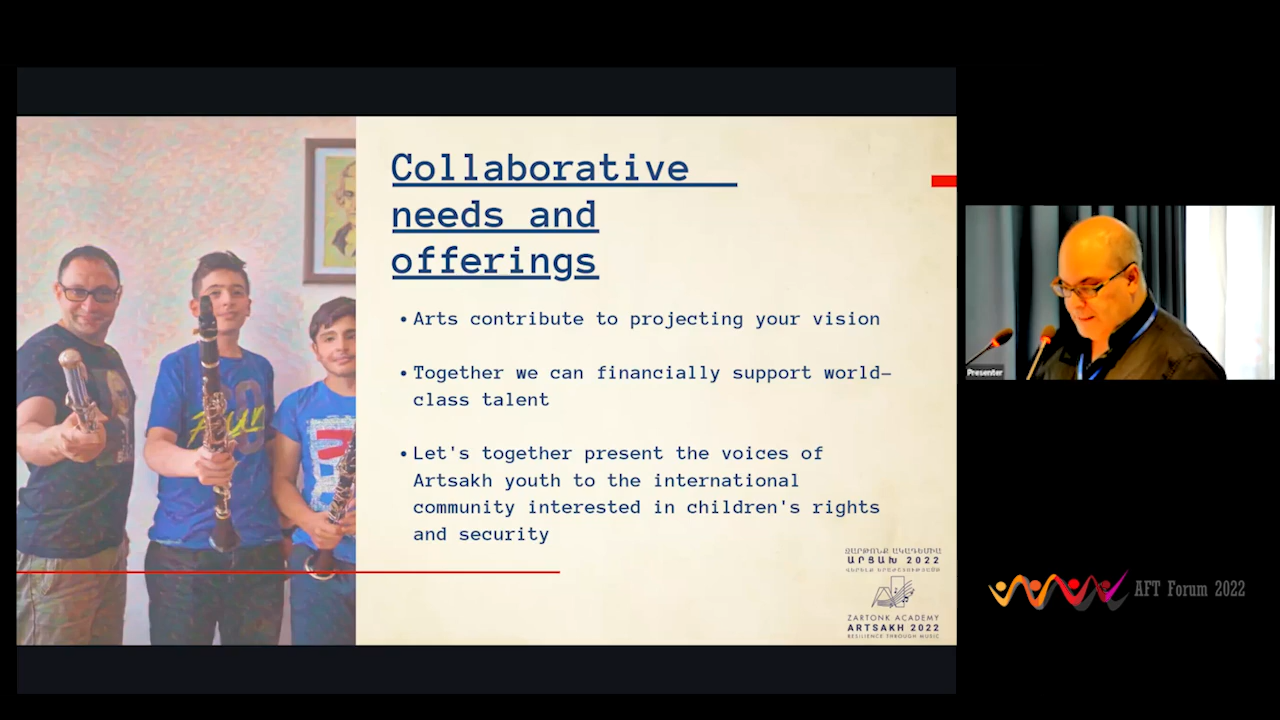 Collaborative
needs and
offerings
• Arts contribute to projecting your vision
• Together we can financially support world-
class talent
• Let's together present the voices of
Artsakh youth to the international
community interested in children's rights
and security
ԶԱՐԹՕՆՔ ԱԿԱԴԵՄԻԱ
ԱՐՑԱԽ 2022
ZARTONK ACADEMY
ARTSAKH 2022
RESILIENCE THROUGH MUSIC
Presenter
AFT Forum 2022